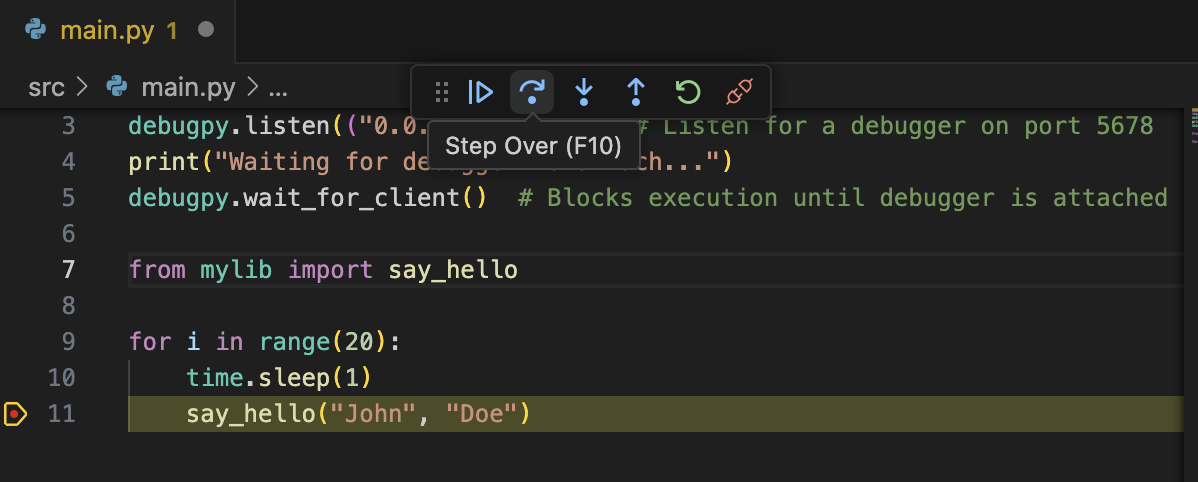 main.py 1
src > main.py > ...
3 debugpy.listen(("0.0. # Listen for a debugger on port 5678
Step Over (F10)
4 print("Waiting for de ch...")
5 debugpy.wait_for_client() # Blocks execution until debugger is attached
6
7 from mylib import say_hello
8
9 for i in range(20):
10 time.sleep(1)
11 say_hello("John", "Doe")